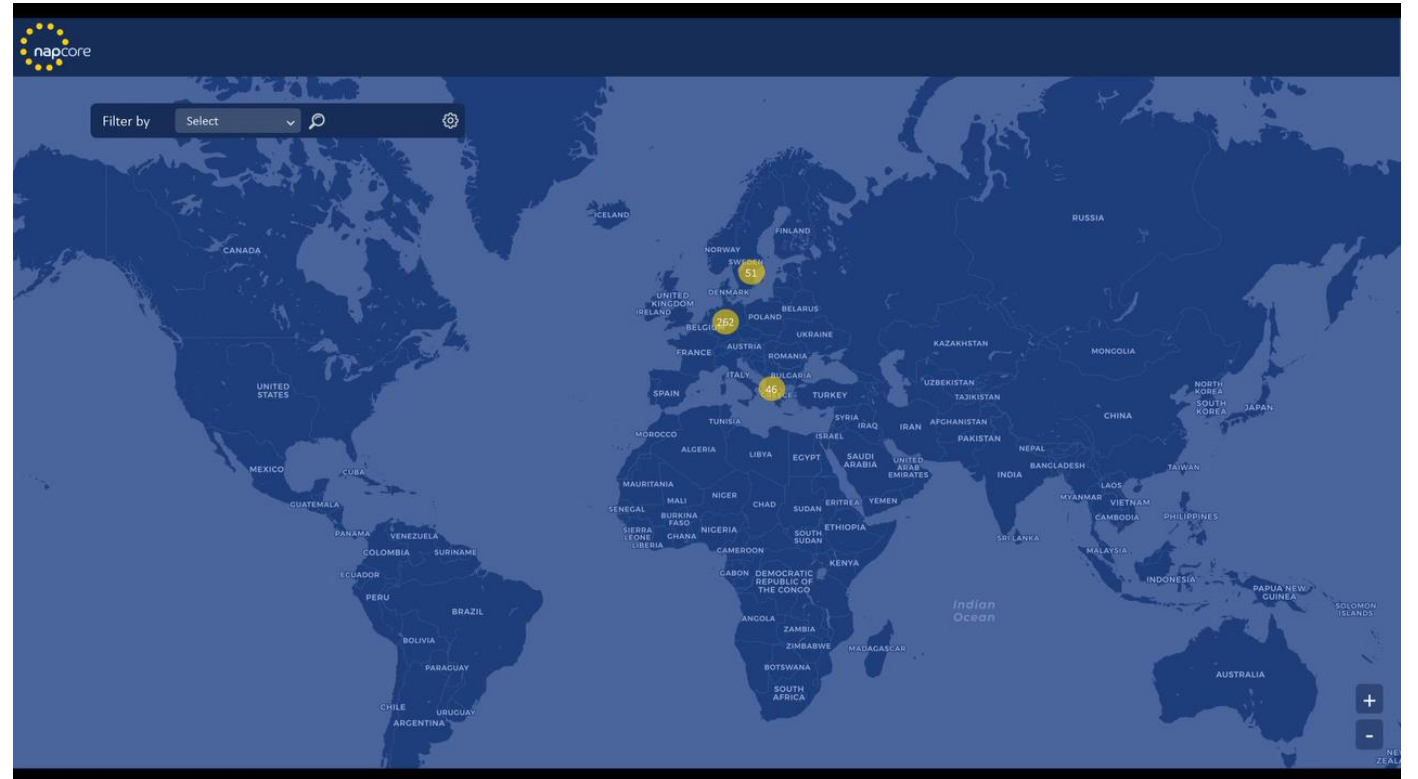 napcore
Filter by
Select
ICELAND
RUSSIA
FINLAND
CANADA
NORWAY
SWEDEN
51
UNITED
KINGDOM
DENMARK
IRELAND
BELARUS
POLAND
262
UKRAINE
FRANCE
AUSTRIA
ROMANIA
KAZAKHSTAN
MONGOLIA
ITALY
BULGARIA
UNITED
STATES
SPAIN
46
TURKEY
UZBEKISTAN
TAJIKISTAN
NORTH
KOREA
SOUTH
KOREA
JAPAN
TUNISIA
SYRIA
IRAQ
IRAN
AFGHANISTAN
CHINA
MOROCCO
ISRAEL
PAKISTAN
ALGERIA
LIBYA
EGYPT
SAUDI
ARABIA
UNITED
ARAB
EMIRATES
NEPAL
BANGLADESH
INDIA
TAIWAN
MEXICO
CUBA
MAURITANIA
LAOS
MALI
NIGER
CHAD
SUDAN
ERITREA
YEMEN
MYANMAR
VIETNAM
GUATEMALA
SENEGAL
BURKINA
FASO
CAMBODIA
PHILIPPINES
PANAMA
VENEZUELA
SIERRA
LEONE
GHANA
NIGERIA
SOUTH
SUDAN
ETHIOPIA
SRI LANKA
LIBERIA
COLOMBIA
SURINAME
CAMEROON
MALAYSIA
KENYA
ECUADOR
GABON
DEMOCRATIC
REPUBLIC OF
THE CONGO
INDONESIA
PAPUA NEW
GUINEA
PERU
BRAZIL
Indian
Ocean
SOLOMON
ISLANDS
ANGOLA
ZAMBIA
BOLIVIA
ZIMBABWE
MADAGASCAR
PARAGUAY
BOTSWANA
AUSTRALIA
SOUTH
AFRICA
CHILE
URUGUAY
ARGENTINA
+
-